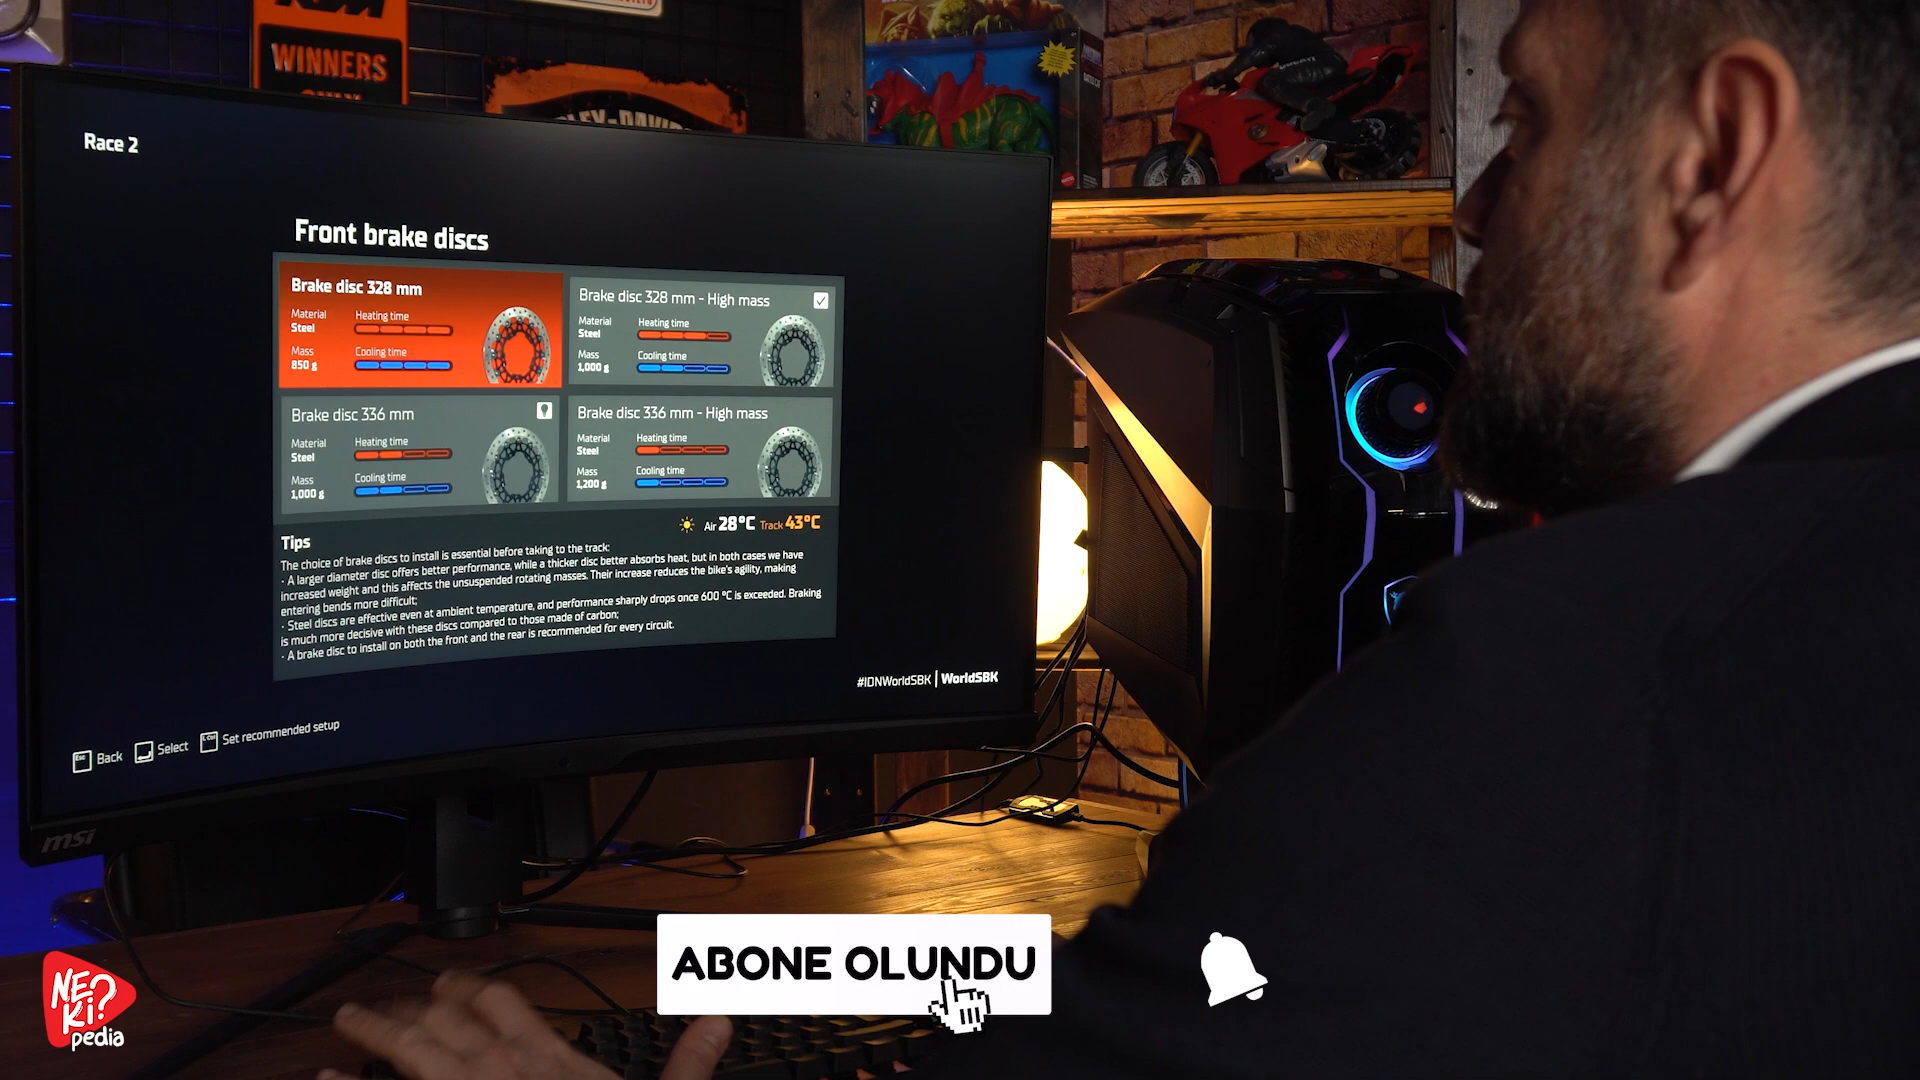 WINNERS
ONLY
Race 2
Front brake discs
Brake disc 328 mm
Material
Steel
Heating time
Mass
850 g
Cooling time
Brake disc 328 mm - High mass
Material
Steel
Heating time
Mass
1,000 g
Cooling time
Brake disc 336 mm
Material
Steel
Heating time
Mass
1,000 g
Cooling time
Brake disc 336 mm - High mass
Material
Steel
Heating time
Mass
1,200 g
Cooling time
Air 28°C Track 43°C
Tips
The choice of brake discs to install is essential before taking to the track:
· A larger diameter disc offers better performance, while a thicker disc better absorbs heat, but in both cases we have
increased weight and this affects the unsuspended rotating masses. Their increase reduces the bike's agility, making
entering bends more difficult;
· Steel discs are effective even at ambient temperature, and performance sharply drops once 600 °C is exceeded. Braking
is much more decisive with these discs compared to those made of carbon;
· A brake disc to install on both the front and the rear is recommended for every circuit.
#IDNWorldSBK | WorldSBK
Esc Back Select L Ctrl Set recommended setup
msi
ABONE OLUNDU
NE
Ki?
pedia